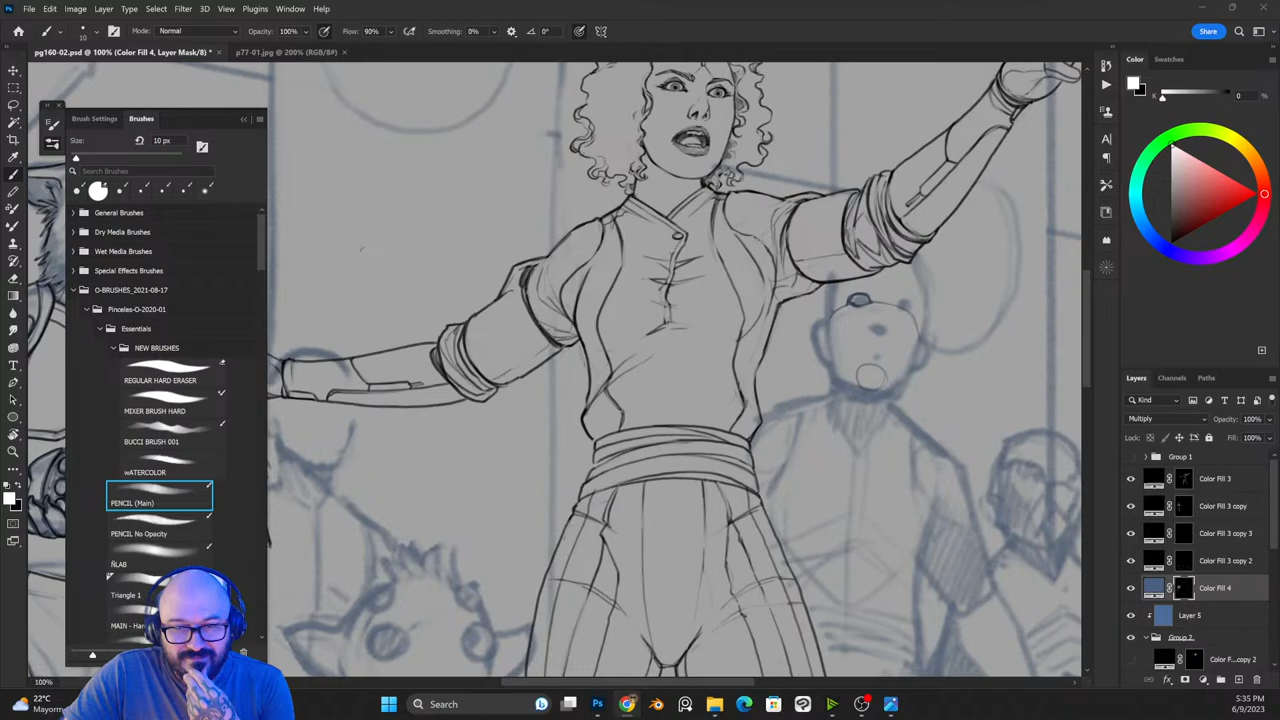 File Edit Image Layer Type Select Filter 3D View Plugins Window Help
Mode: Normal Opacity: 100% Flow: 90% Smoothing: 0% 0° Share
10
pg160-02.psd @ 100% (Color Fill 4, Layer Mask/8) * × p77-01.jpg @ 200% (RGB/8#) ×
Brush Settings Brushes
Size: 10 px
Search Brushes
General Brushes
Dry Media Brushes
Wet Media Brushes
Special Effects Brushes
O-BRUSHES_2021-08-17
Pinceles-O-2020-01
Essentials
NEW BRUSHES
REGULAR HARD ERASER
MIXER BRUSH HARD
BUCCI BRUSH 001
wATERCOLOR
PENCIL (Main)
PENCIL No Opacity
ÑLAB
Triangle 1
Color Swatches
K 0 %
Layers Channels Paths
Kind
Multiply Opacity: 100%
Lock: Fill: 100%
Group 1
Color Fill 3
Color Fill 3 copy
Color Fill 3 copy 3
Color Fill 3 copy 2
Color Fill 4
Layer 5
Group 2
Color F...copy 2
100%
22°C
Search
5:35 PM
6/9/2023